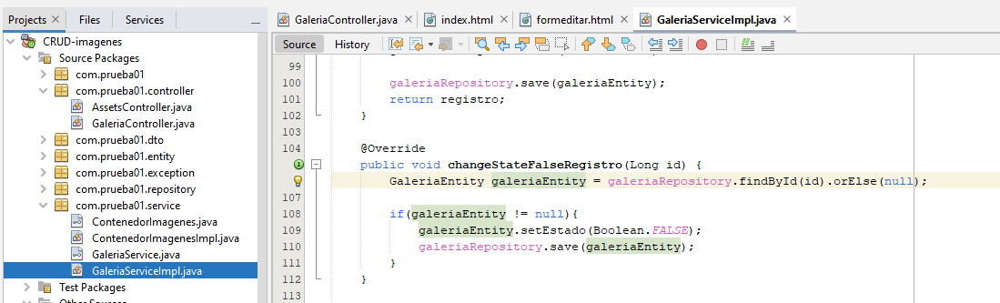 Projects × Files Services
CRUD-imagenes
Source Packages
com.prueba01
com.prueba01.controller
AssetsController.java
GaleriaController.java
com.prueba01.dto
com.prueba01.entity
com.prueba01.exception
com.prueba01.repository
com.prueba01.service
ContenedorImagenes.java
ContenedorImagenesImpl.java
GaleriaService.java
GaleriaServiceImpl.java
Test Packages
GaleriaController.java × index.html × formeditar.html × GaleriaServiceImpl.java ×
Source History
99
100 galeriaRepository.save(galeriaEntity);
101 return registro;
102 }
103
104 @Override
public void changeStateFalseRegistro(Long id) {
GaleriaEntity galeriaEntity = galeriaRepository.findById(id).orElse(null);
107
108 if(galeriaEntity != null){
109 galeriaEntity.setEstado(Boolean.FALSE);
110 galeriaRepository.save(galeriaEntity);
111 }
112 }
113